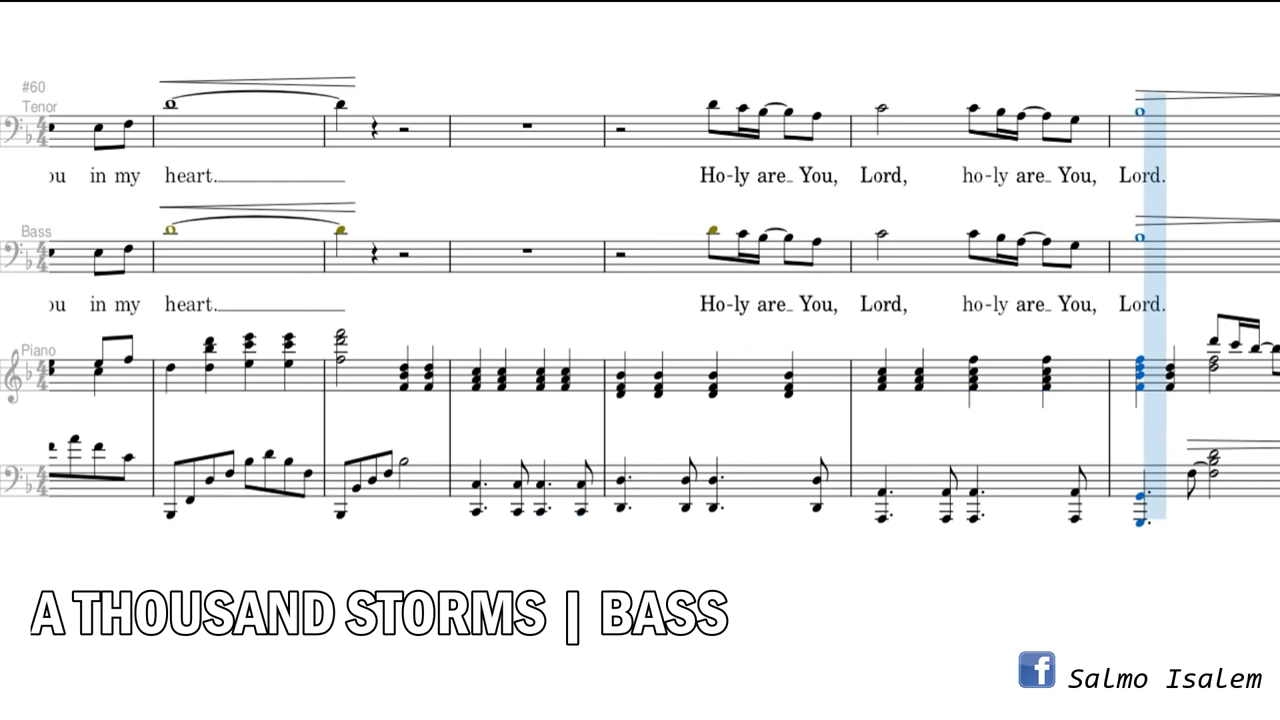 #60
Tenor
ou in my heart. Ho-ly are You, Lord, ho-ly are You, Lord.
Bass
ou in my heart. Ho-ly are You, Lord, ho-ly are You, Lord.
Piano
A THOUSAND STORMS | BASS
f Salmo Isalem